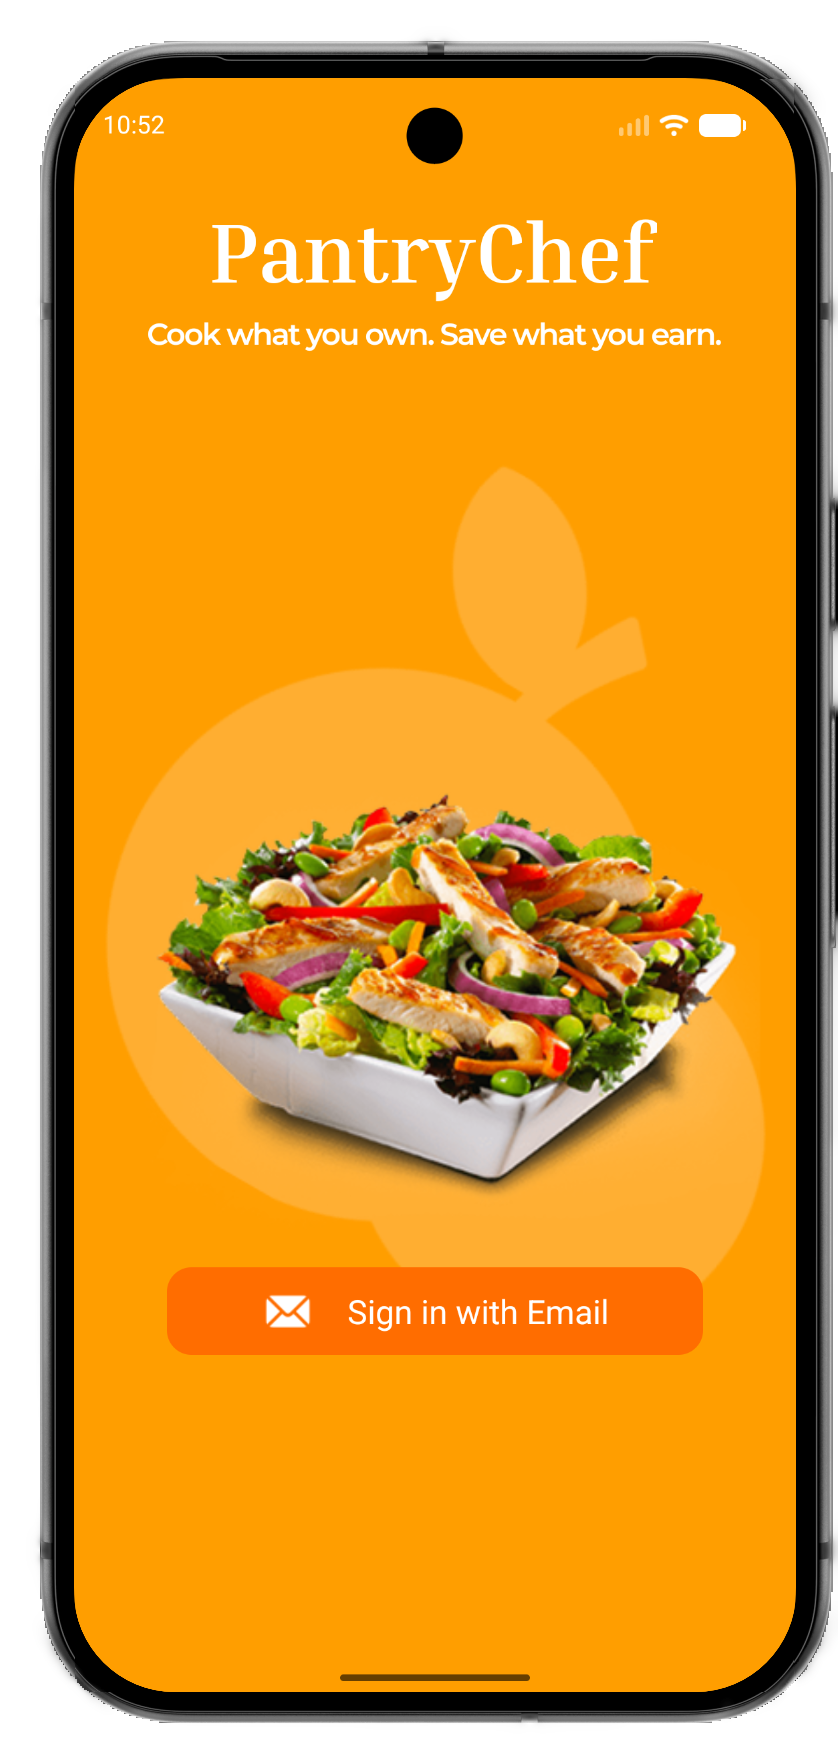 10:52
PantryChef
Cook what you own. Save what you earn.
Sign in with Email